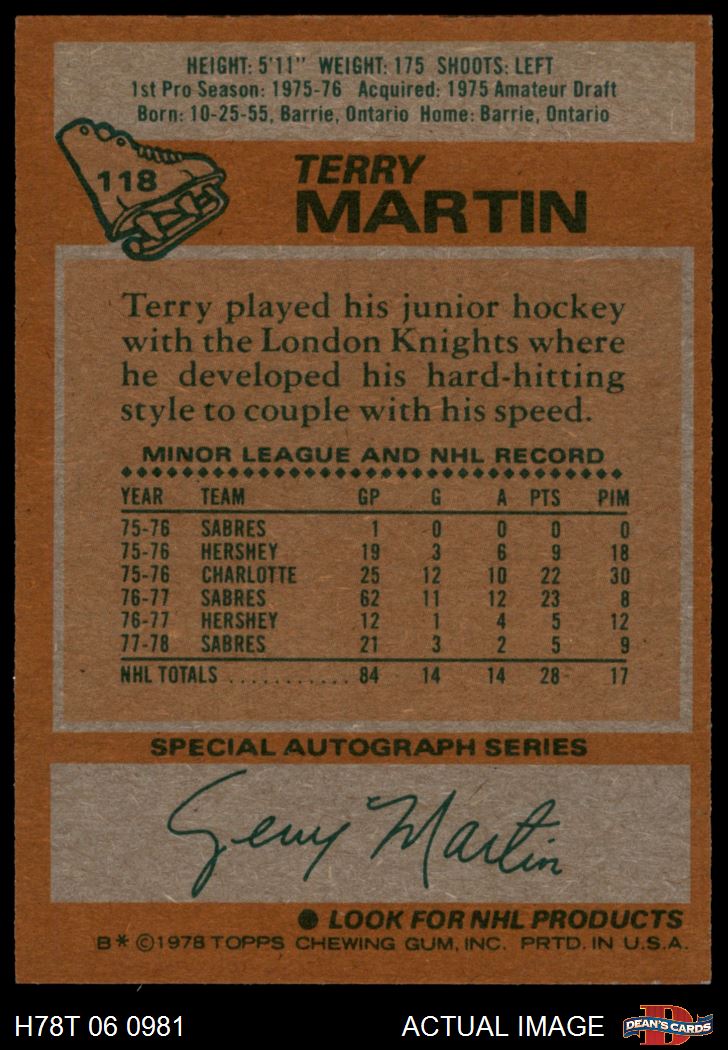 HEIGHT: 5'11" WEIGHT: 175 SHOOTS: LEFT
1st Pro Season: 1975-76 Acquired: 1975 Amateur Draft
Born: 10-25-55, Barrie, Ontario Home: Barrie, Ontario
118
TERRY
MARTIN
Terry played his junior hockey
with the London Knights where
he developed his hard-hitting
style to couple with his speed.
MINOR LEAGUE AND NHL RECORD
YEAR TEAM GP G A PTS PIM
75-76 SABRES 1 0 0 0 0
75-76 HERSHEY 19 3 6 9 18
75-76 CHARLOTTE 25 12 10 22 30
76-77 SABRES 62 11 12 23 8
76-77 HERSHEY 12 1 4 5 12
77-78 SABRES 21 3 2 5 9
NHL TOTALS ........... 84 14 14 28 17
SPECIAL AUTOGRAPH SERIES
Terry Martin
● LOOK FOR NHL PRODUCTS
B* ©1978 TOPPS CHEWING GUM, INC. PRTD. IN U.S.A.
H78T 06 0981 ACTUAL IMAGE D DEAN'S CARDS